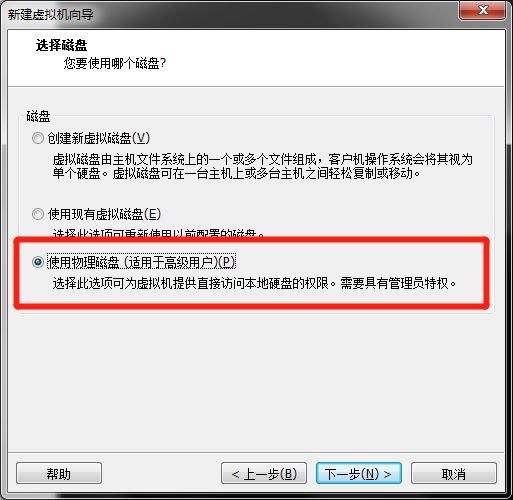 新建虚拟机向导
选择磁盘
您要使用哪个磁盘?
磁盘
创建新虚拟磁盘(V)
虚拟磁盘由主机文件系统上的一个或多个文件组成，客户机操作系统会将其视为
单个硬盘。虚拟磁盘可在一台主机上或多台主机之间轻松复制或移动。
使用现有虚拟磁盘(E)
选择此选项可重新使用以前配置的磁盘。
使用物理磁盘 (适用于高级用户)(P)
选择此选项可为虚拟机提供直接访问本地硬盘的权限。需要具有管理员特权。
帮助
< 上一步(B)
下一步(N) >
取消